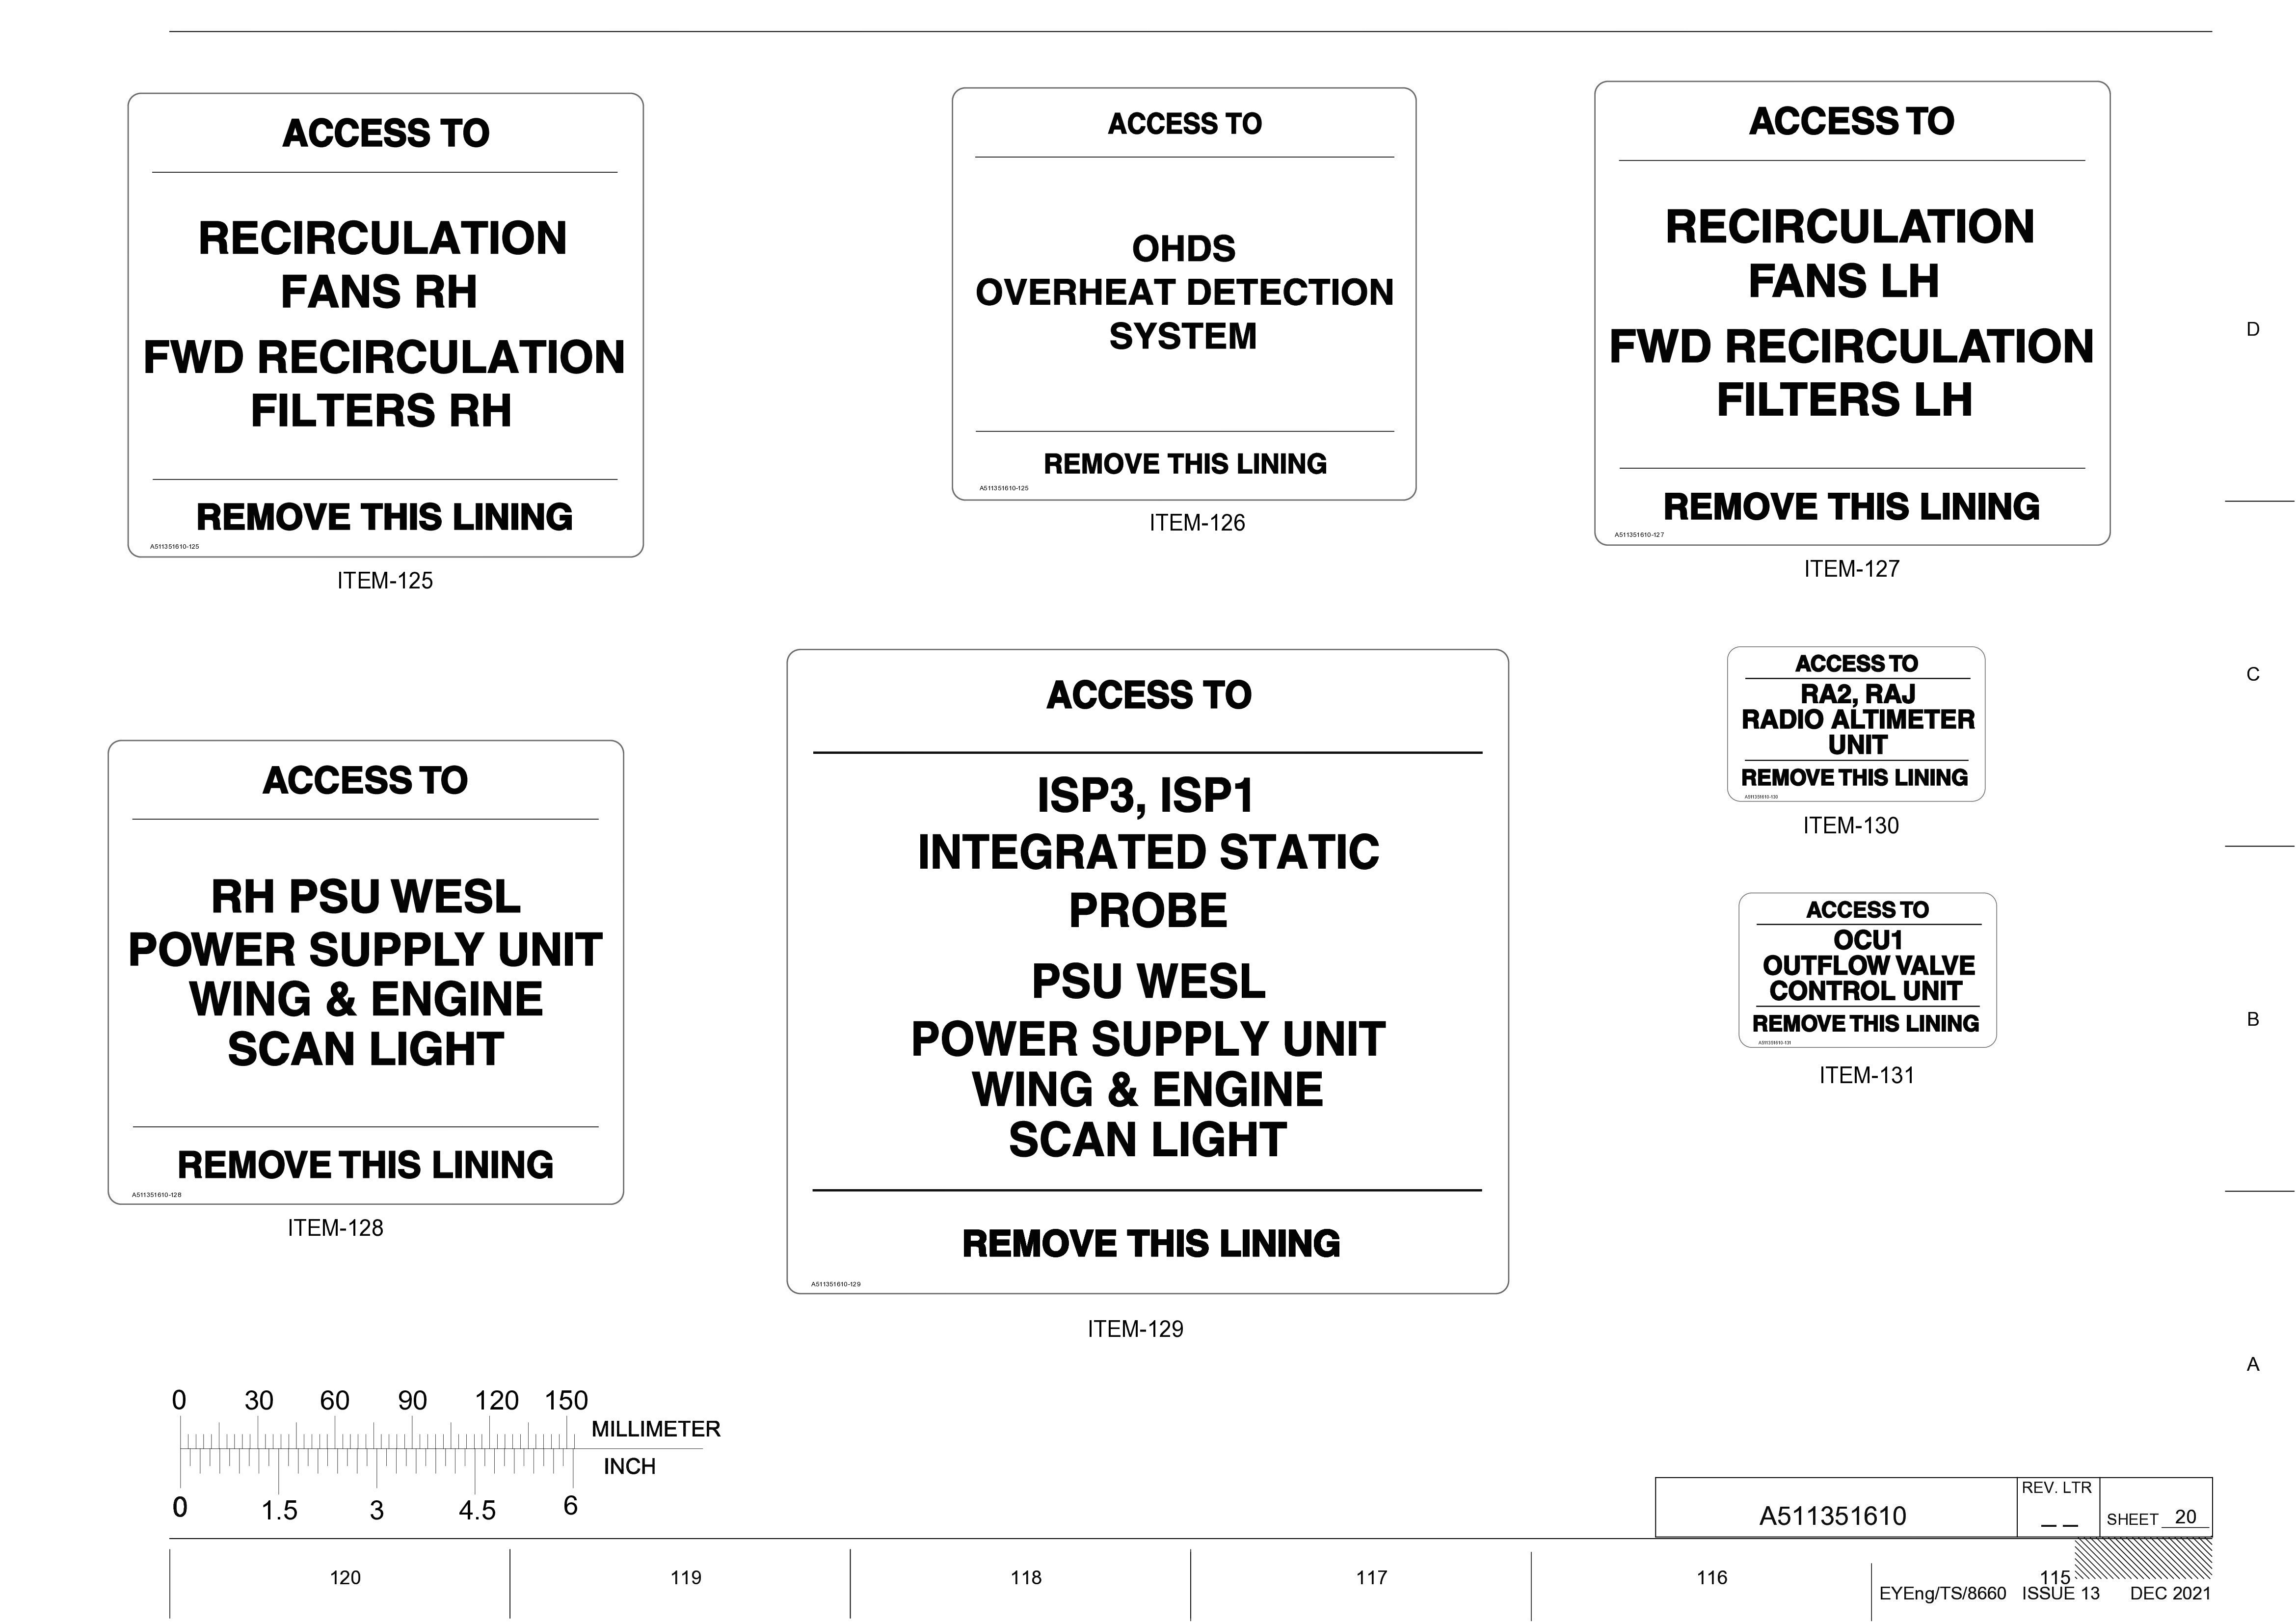 ACCESS TO
RECIRCULATION
FANS RH
FWD RECIRCULATION
FILTERS RH
REMOVE THIS LINING
A511351610-125
ITEM-125
ACCESS TO
OHDS
OVERHEAT DETECTION
SYSTEM
REMOVE THIS LINING
A511351610-125
ITEM-126
ACCESS TO
RECIRCULATION
FANS LH
FWD RECIRCULATION
FILTERS LH
REMOVE THIS LINING
A511351610-127
ITEM-127
D
ACCESS TO
RH PSU WESL
POWER SUPPLY UNIT
WING & ENGINE
SCAN LIGHT
REMOVE THIS LINING
A511351610-128
ITEM-128
ACCESS TO
ISP3, ISP1
INTEGRATED STATIC
PROBE
PSU WESL
POWER SUPPLY UNIT
WING & ENGINE
SCAN LIGHT
REMOVE THIS LINING
A511351610-129
ITEM-129
ACCESS TO
RA2, RAJ
RADIO ALTIMETER
UNIT
REMOVE THIS LINING
A511351610-130
ITEM-130
C
ACCESS TO
OCU1
OUTFLOW VALVE
CONTROL UNIT
REMOVE THIS LINING
A511351610-131
ITEM-131
B
A
0 30 60 90 120 150
MILLIMETER
INCH
0 1.5 3 4.5 6
A511351610
REV. LTR
_ _
SHEET 20
120 119 118 117 116 115
EYEng/TS/8660 ISSUE 13 DEC 2021